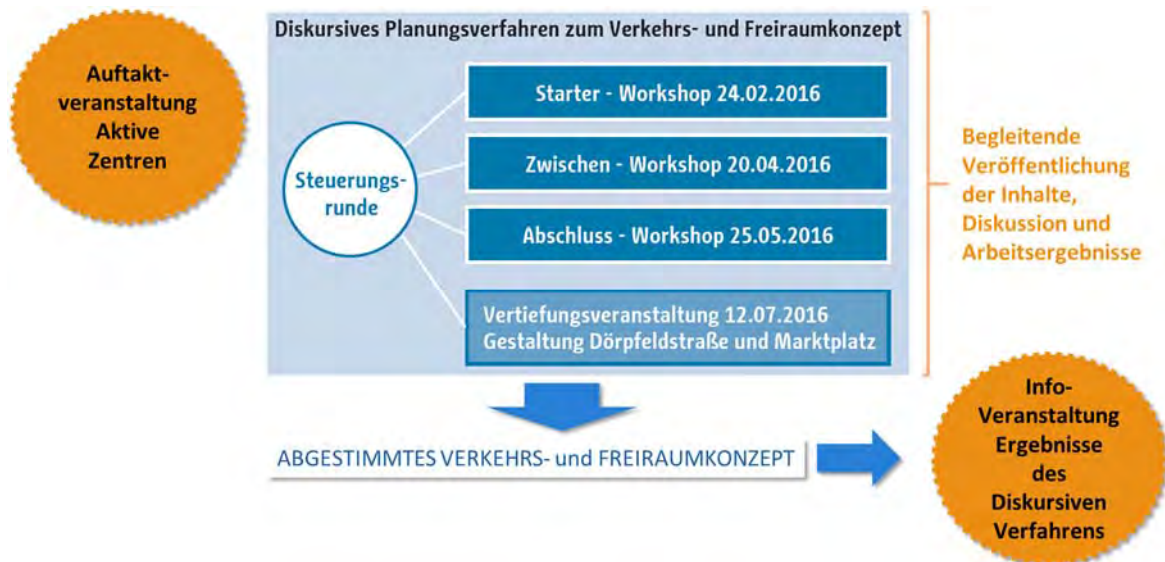 Auftakt-
veranstaltung
Aktive
Zentren
Diskursives Planungsverfahren zum Verkehrs- und Freiraumkonzept
Steuerungs-
runde
Starter - Workshop 24.02.2016
Zwischen - Workshop 20.04.2016
Abschluss - Workshop 25.05.2016
Vertiefungsveranstaltung 12.07.2016
Gestaltung Dörpfeldstraße und Marktplatz
Begleitende
Veröffentlichung
der Inhalte,
Diskussion und
Arbeitsergebnisse
ABGESTIMMTES VERKEHRS- und FREIRAUMKONZEPT
Info-
Veranstaltung
Ergebnisse
des
Diskursiven
Verfahrens